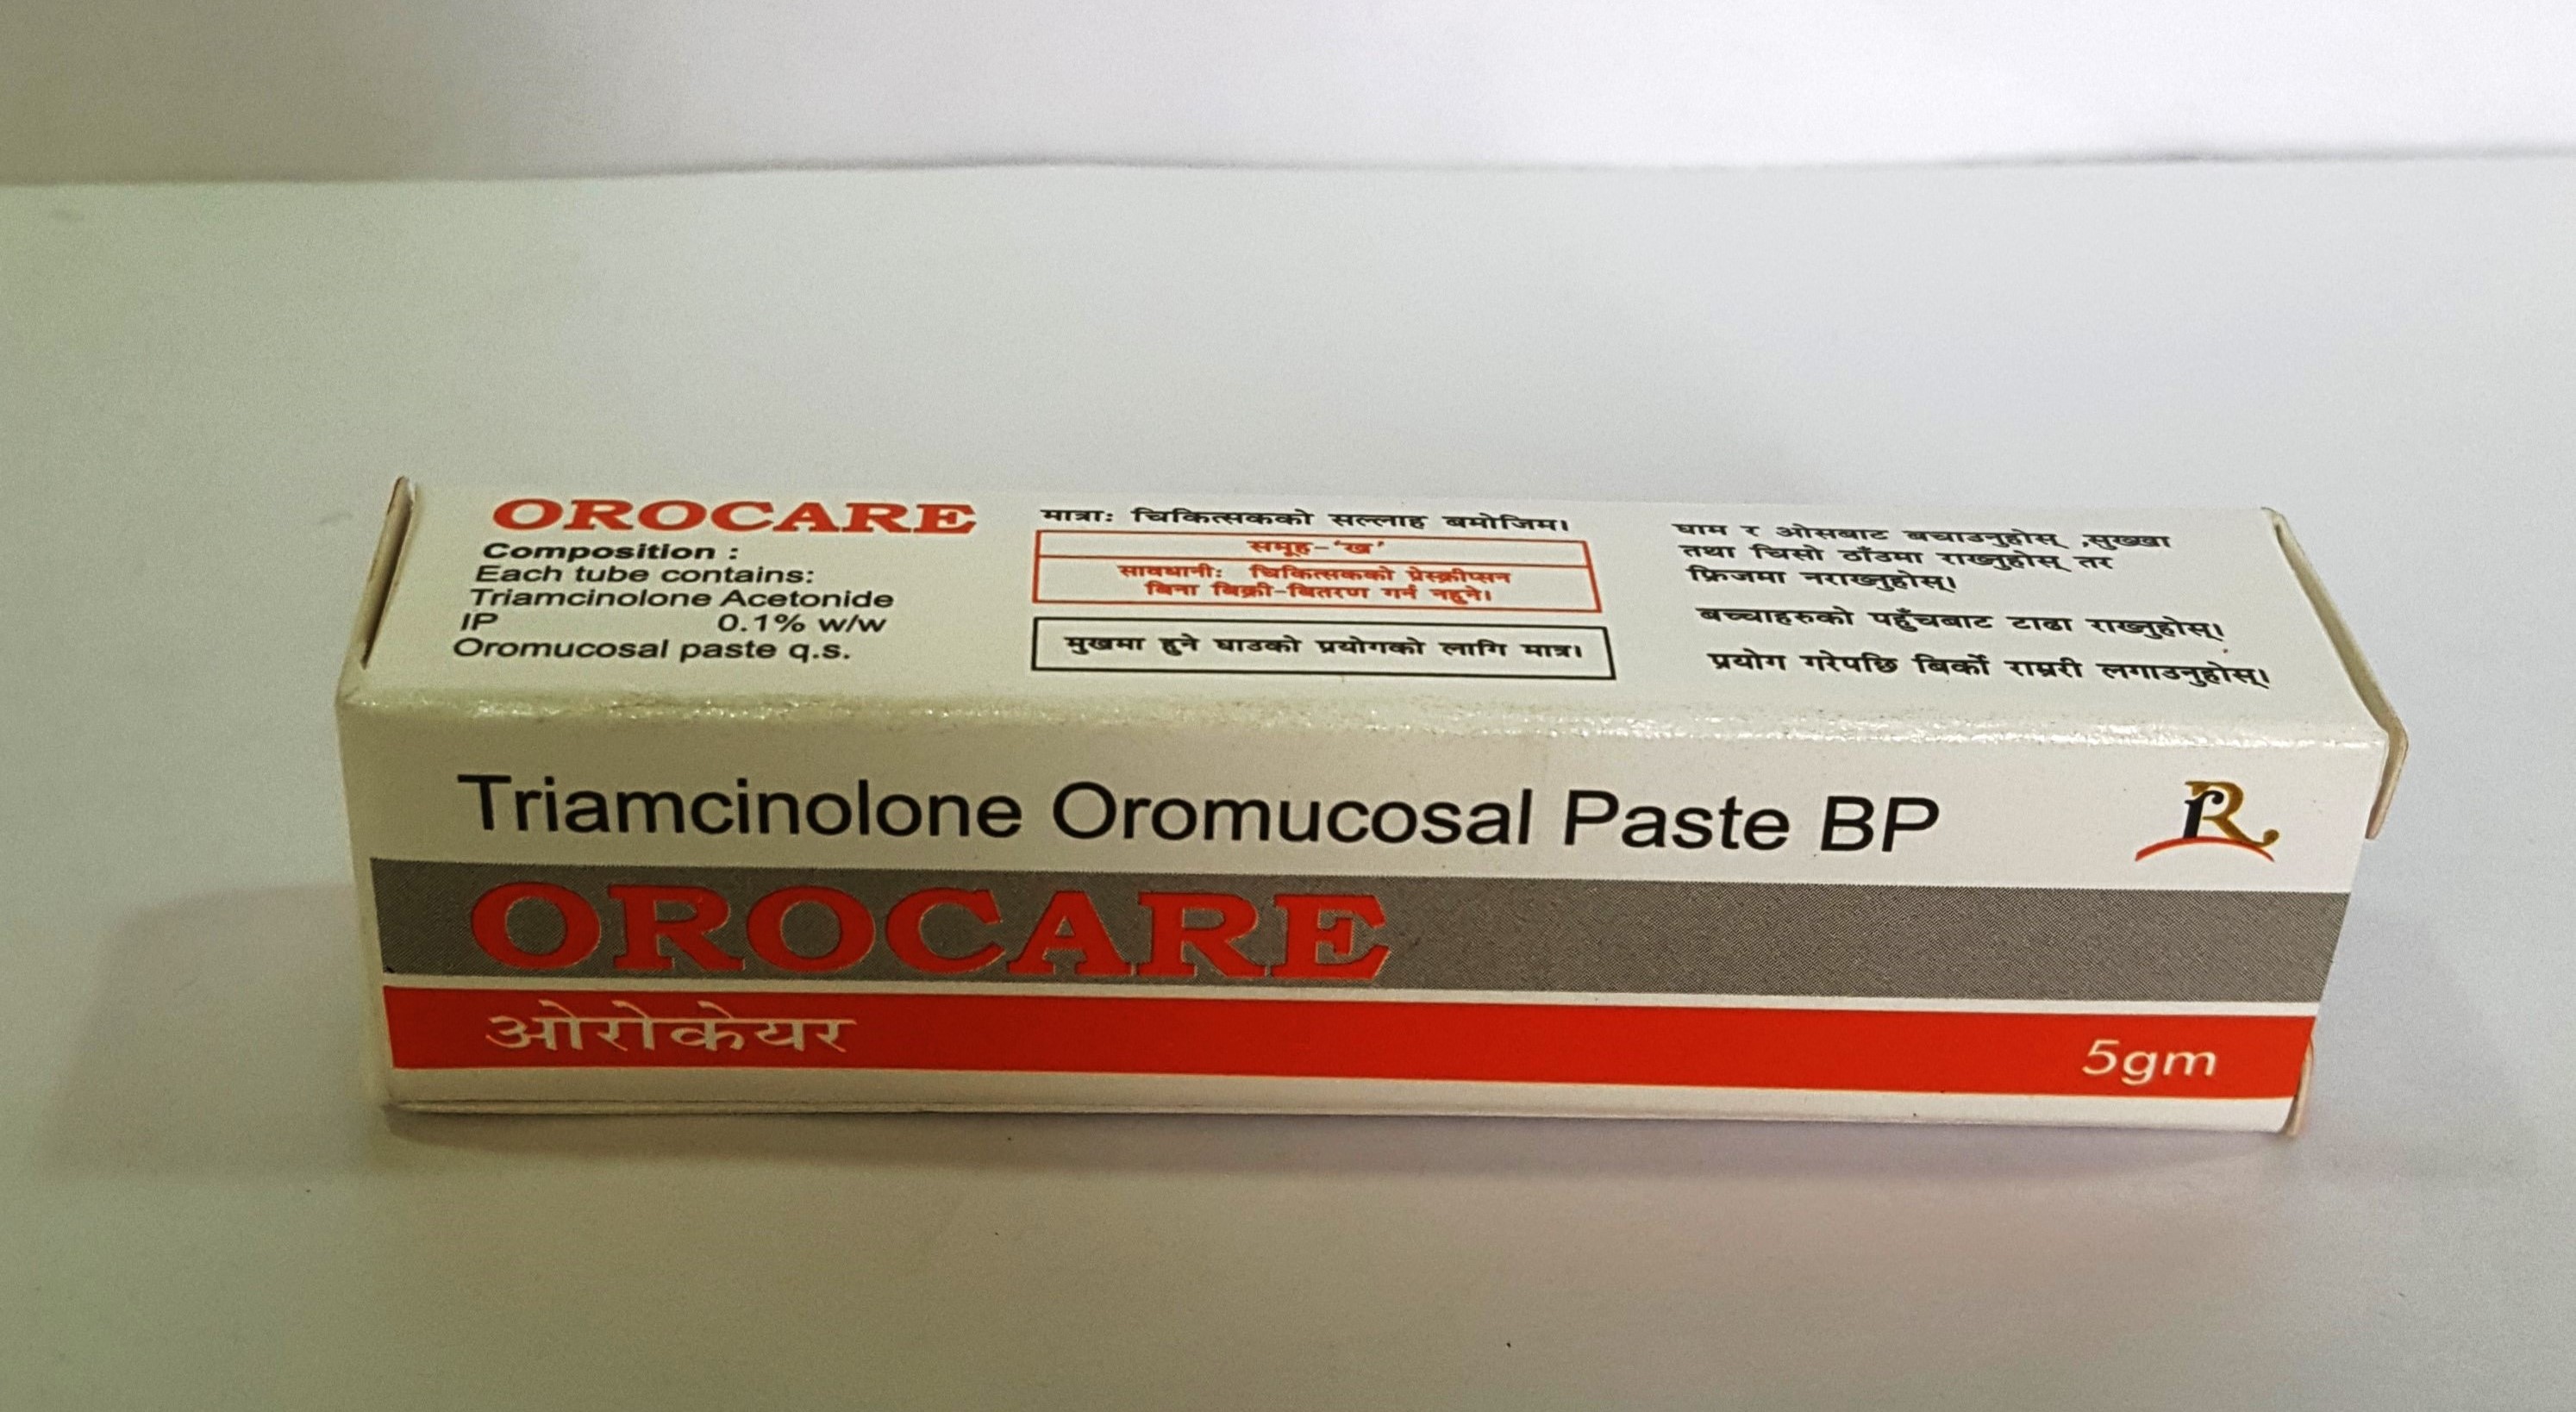 OROCARE
Composition :
Each tube contains:
Triamcinolone Acetonide
IP 0.1% w/w
Oromucosal paste q.s.
मात्राः चिकित्सकको सल्लाह बमोजिम।
समूह-'ख'
सावधानीः चिकित्सकको प्रेस्क्रीप्सन
बिना बिक्री-बितरण गर्न नहुने।
मुखमा हुने घाउको प्रयोगको लागि मात्र।
घाम र ओसबाट बचाउनुहोस् ,सुख्खा
तथा चिसो ठाँउमा राख्नुहोस् तर
फ्रिजमा नराख्नुहोस्।
बच्चाहरुको पहुँचबाट टाढा राख्नुहोस्।
प्रयोग गरेपछि बिर्को राम्ररी लगाउनुहोस्।
Triamcinolone Oromucosal Paste BP
OROCARE
ओरोकेयर
5gm